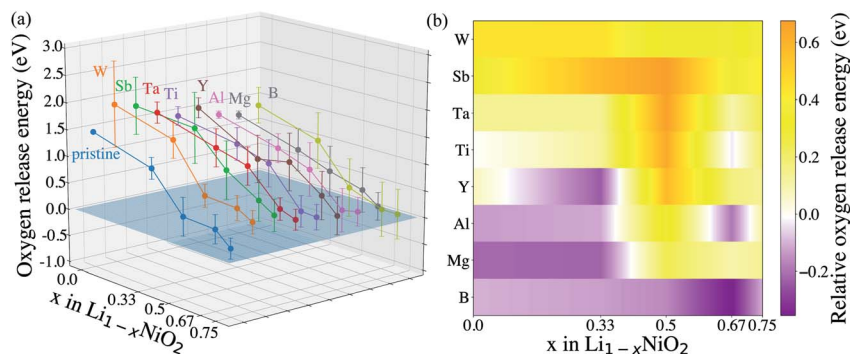 (a)
Oxygen release energy (eV)
3.0
2.5
2.0
1.5
1.0
0.5
0.0
-0.5
-1.0
W
Sb
Ta
Ti
Y
Al
Mg
B
pristine
0.0
0.33
0.5
0.67
0.75
x in Li1−xNiO2
(b)
W
Sb
Ta
Ti
Y
Al
Mg
B
0.0
0.33
0.5
0.67
0.75
x in Li1−xNiO2
0.6
0.4
0.2
0.0
−0.2
Relative oxygen release energy (ev)